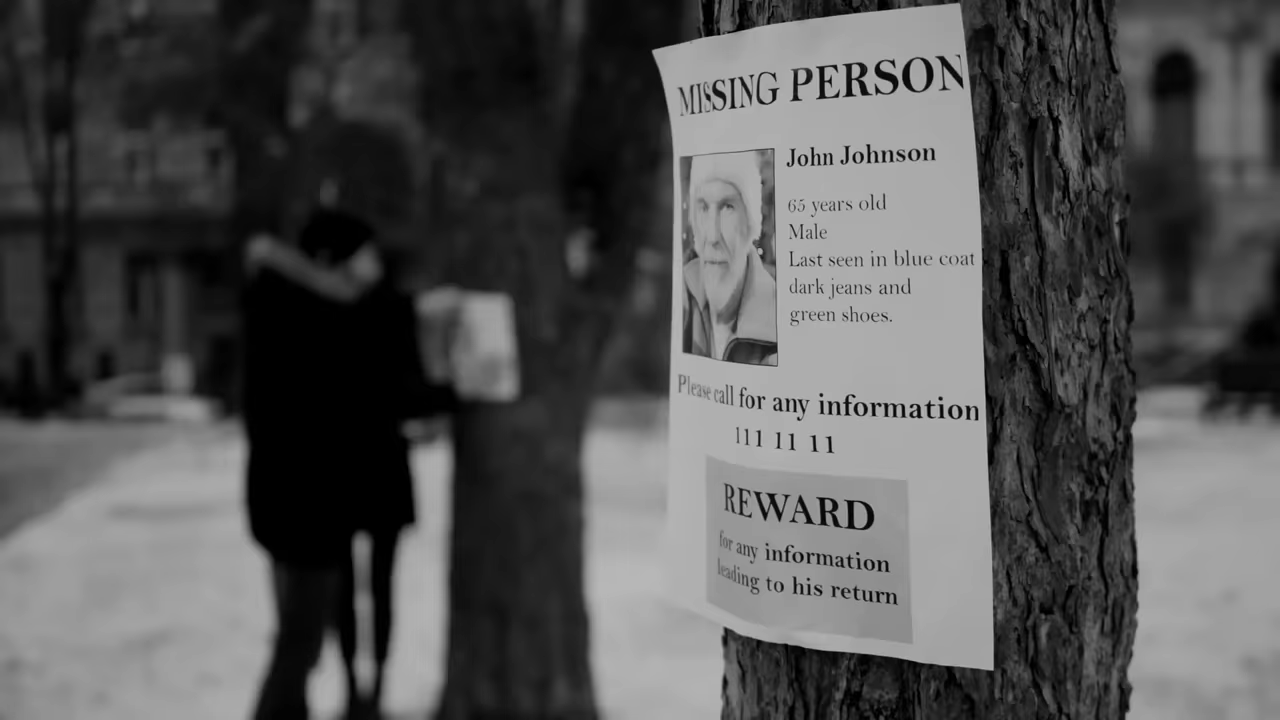 MISSING PERSON
John Johnson
65 years old
Male
Last seen in blue coat
dark jeans and
green shoes.
Please call for any information
111 11 11
REWARD
for any information
leading to his return